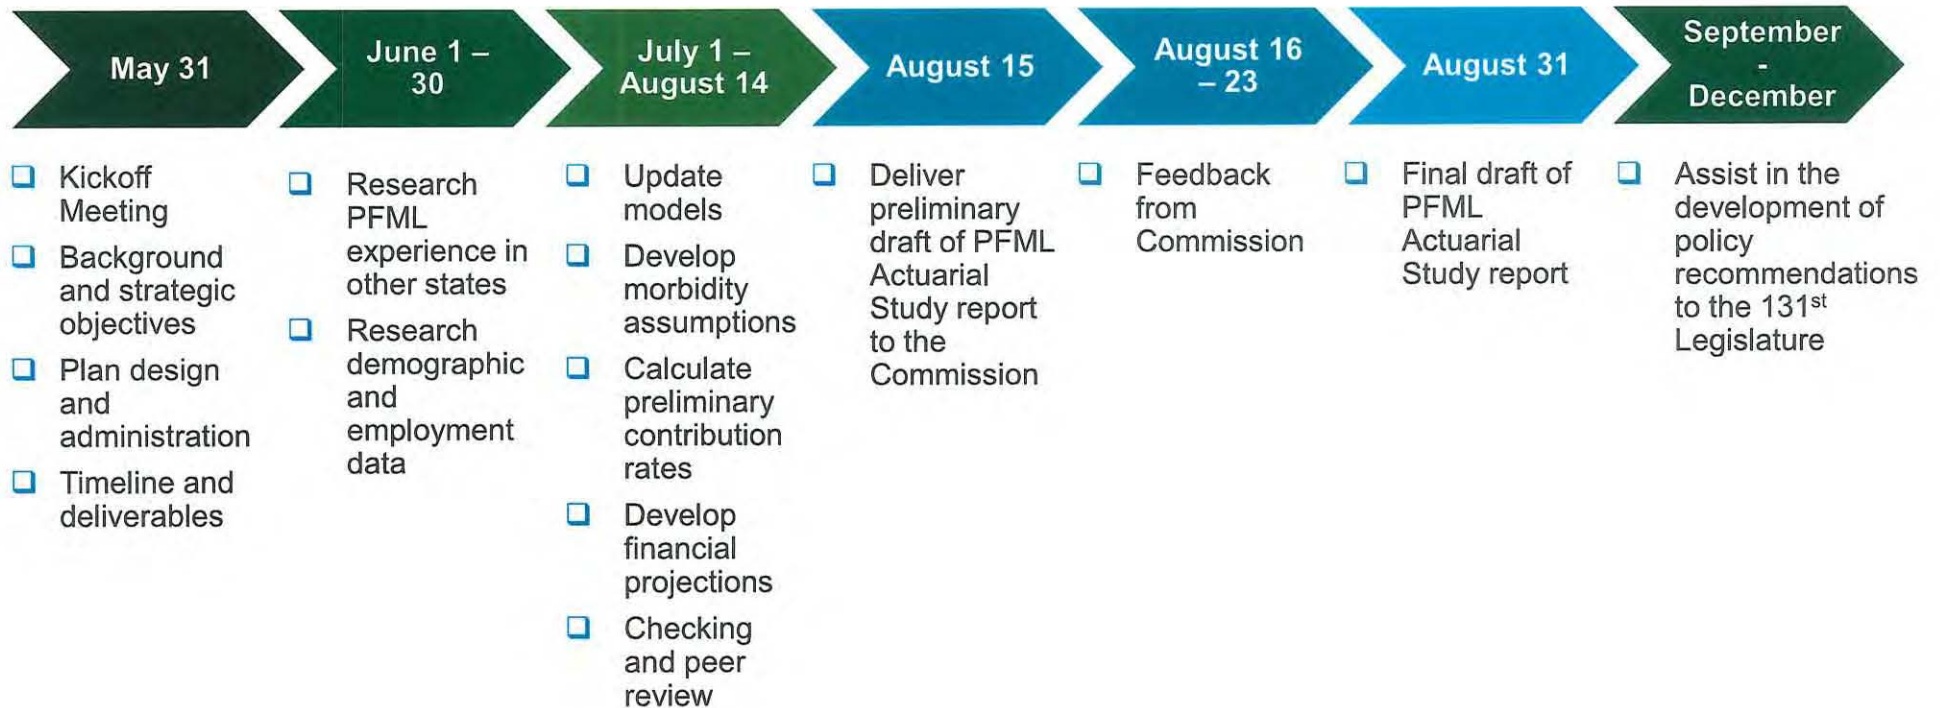 May 31
June 1 –
30
July 1 –
August 14
August 15
August 16
– 23
August 31
September
-
December
Kickoff
Meeting
Background
and strategic
objectives
Plan design
and
administration
Timeline and
deliverables
Research
PFML
experience in
other states
Research
demographic
and
employment
data
Update
models
Develop
morbidity
assumptions
Calculate
preliminary
contribution
rates
Develop
financial
projections
Checking
and peer
review
Deliver
preliminary
draft of PFML
Actuarial
Study report
to the
Commission
Feedback
from
Commission
Final draft of
PFML
Actuarial
Study report
Assist in the
development of
policy
recommendations
to the 131st
Legislature